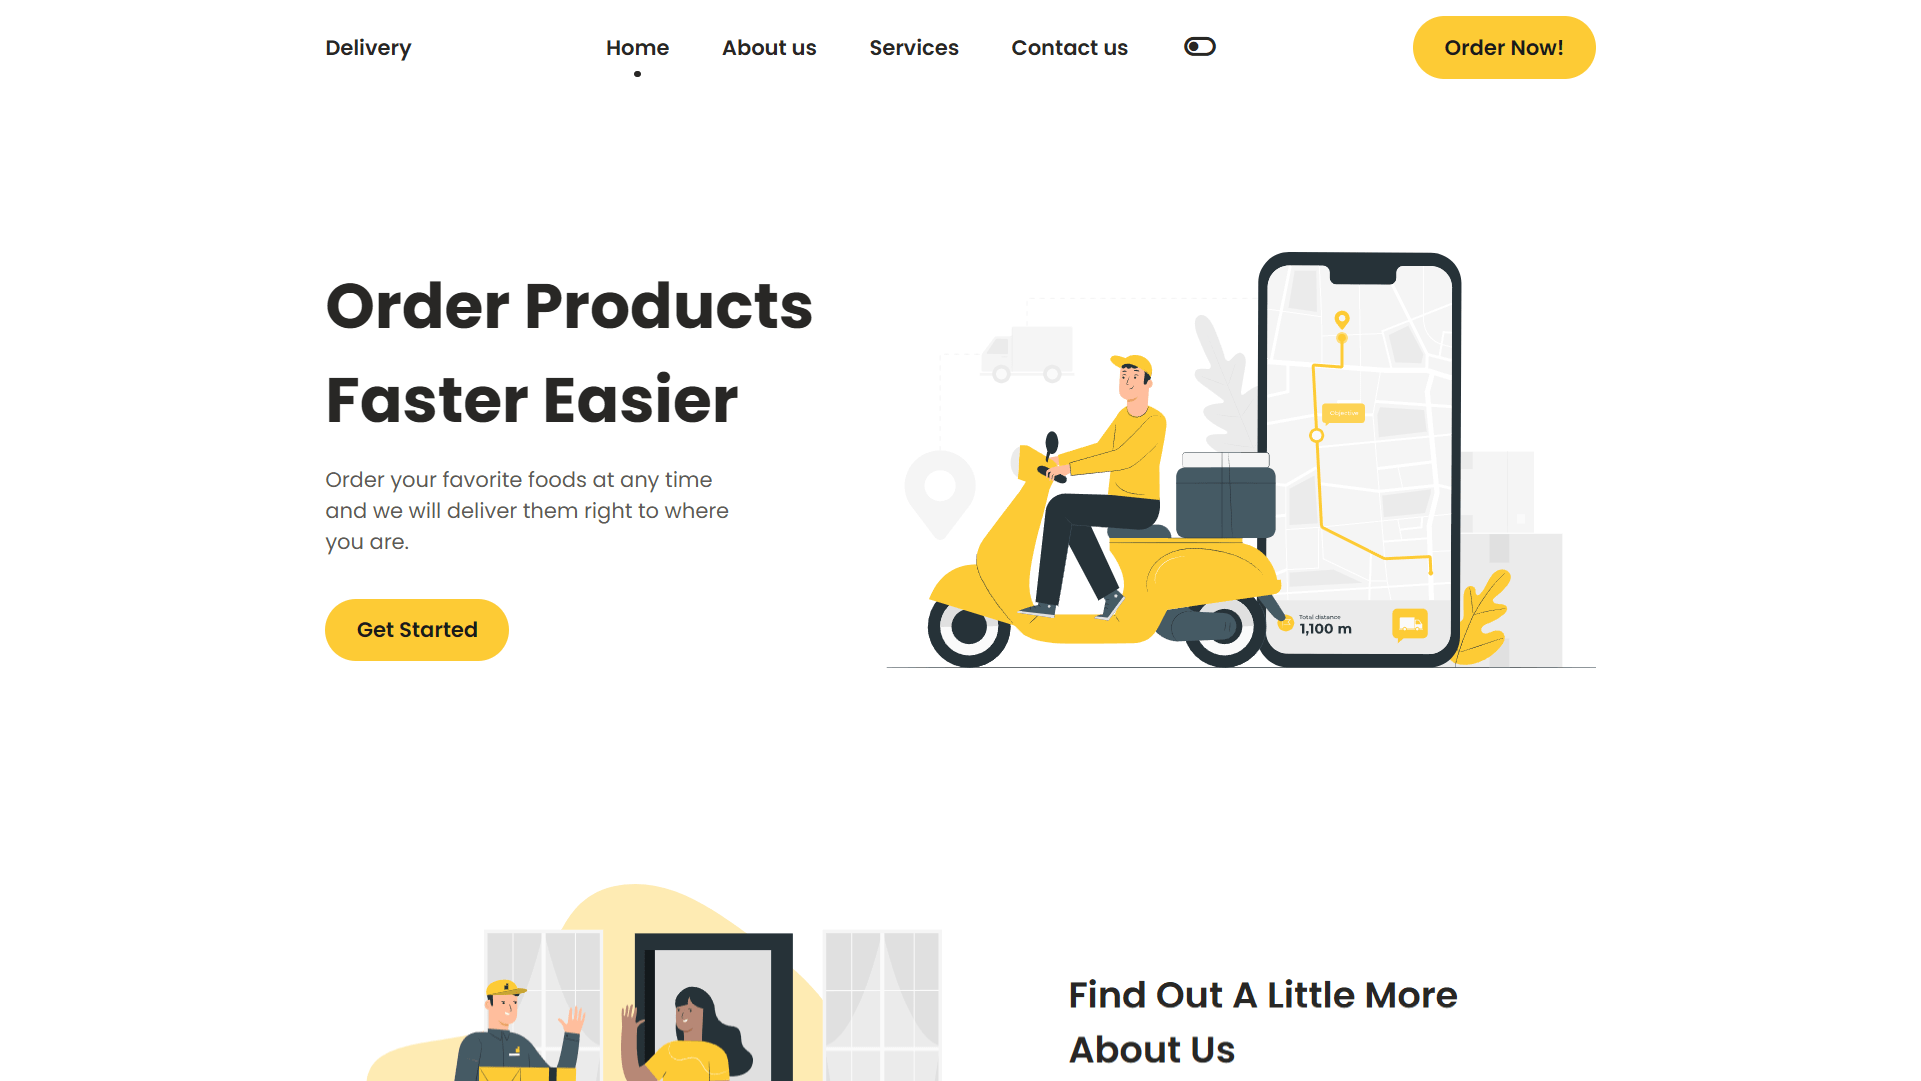 Delivery
Home
About us
Services
Contact us
Order Now!
Order Products
Faster Easier
Order your favorite foods at any time
and we will deliver them right to where
you are.
Get Started
Total distance
1,100 m
Find Out A Little More
About Us